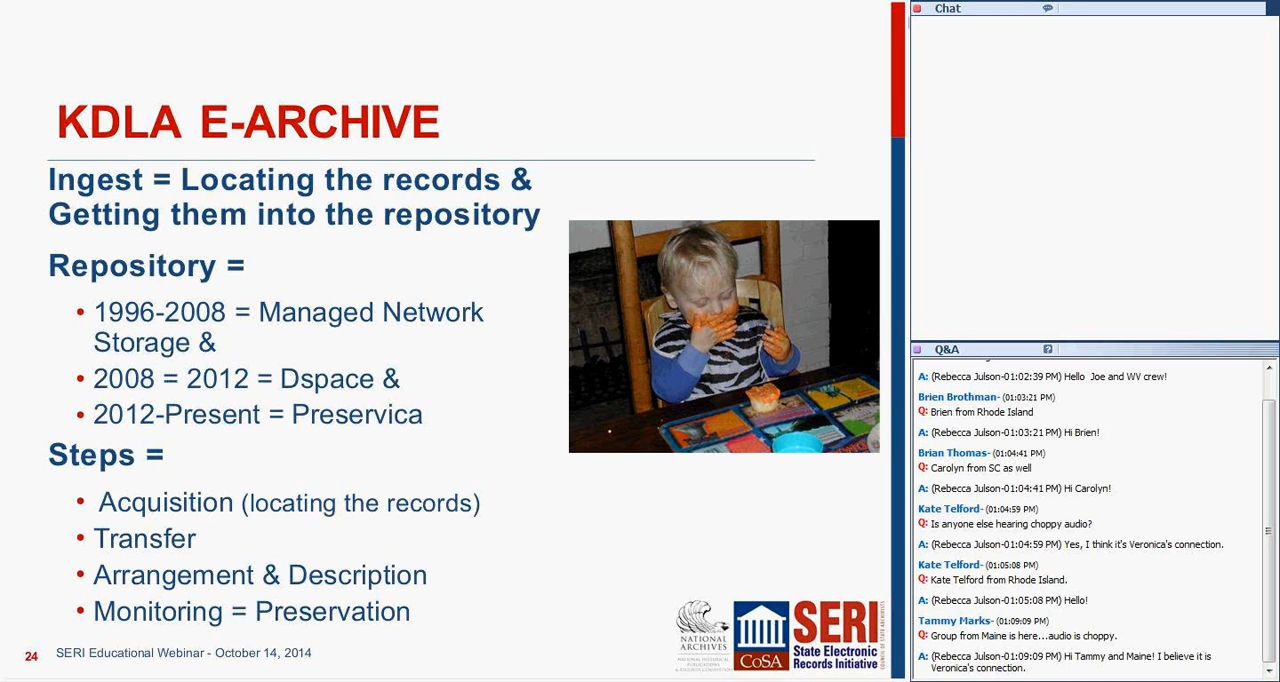 KDLA E-ARCHIVE
Ingest = Locating the records &
Getting them into the repository
Repository =
• 1996-2008 = Managed Network
Storage &
• 2008 = 2012 = Dspace &
• 2012-Present = Preservica
Steps =
• Acquisition (locating the records)
• Transfer
• Arrangement & Description
• Monitoring = Preservation
NATIONAL
ARCHIVES
CoSA
SERI
State Electronic
Records Initiative
24 SERI Educational Webinar - October 14, 2014
Chat
Q&A
A: (Rebecca Julson-01:02:39 PM) Hello Joe and WV crew!
Brien Brothman- (01:03:21 PM)
Q: Brien from Rhode Island
A: (Rebecca Julson-01:03:21 PM) Hi Brien!
Brian Thomas- (01:04:41 PM)
Q: Carolyn from SC as well
A: (Rebecca Julson-01:04:41 PM) Hi Carolyn!
Kate Telford- (01:04:59 PM)
Q: Is anyone else hearing choppy audio?
A: (Rebecca Julson-01:04:59 PM) Yes, I think it's Veronica's connection.
Kate Telford- (01:05:08 PM)
Q: Kate Telford from Rhode Island.
A: (Rebecca Julson-01:05:08 PM) Hello!
Tammy Marks- (01:09:09 PM)
Q: Group from Maine is here...audio is choppy.
A: (Rebecca Julson-01:09:09 PM) Hi Tammy and Maine! I believe it is
Veronica's connection.